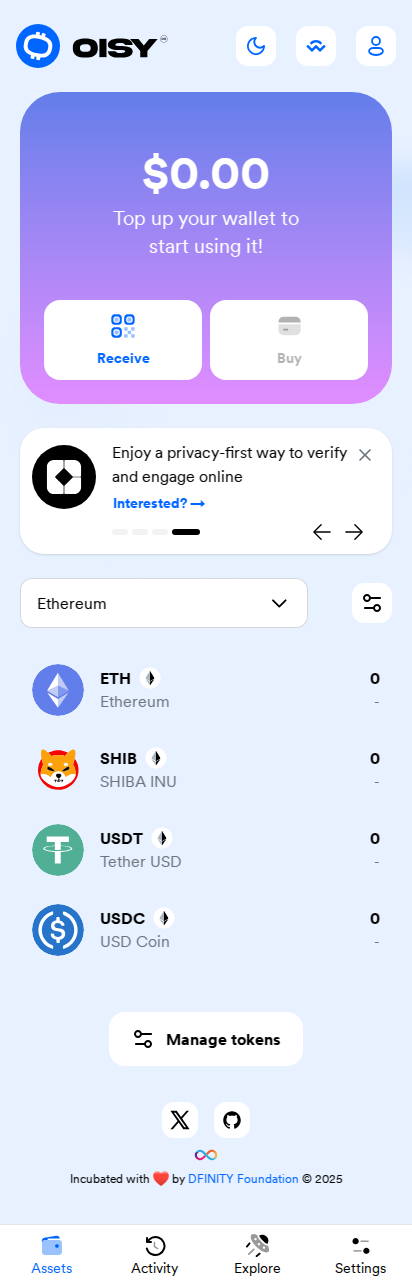 OISY
$0.00
Top up your wallet to
start using it!
Receive
Buy
Enjoy a privacy-first way to verify
and engage online
Interested?
Ethereum
ETH
0
Ethereum
-
SHIB
0
SHIBA INU
-
USDT
0
Tether USD
-
USDC
0
USD Coin
-
Manage tokens
Incubated with ❤️ by DFINITY Foundation © 2025
Assets
Activity
Explore
Settings